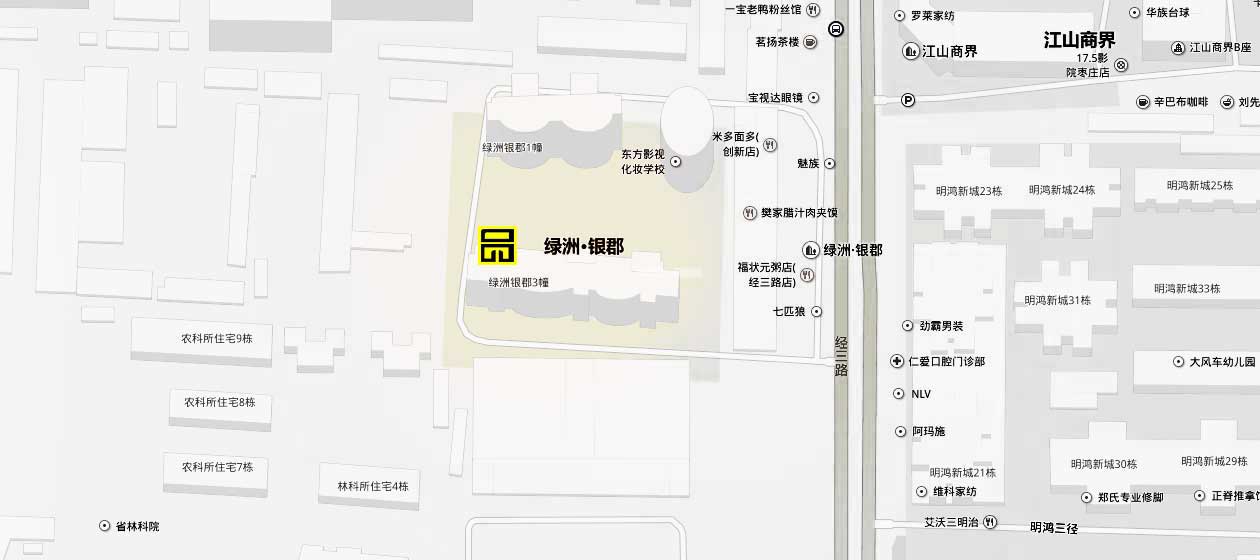 一宝老鸭粉丝馆
罗莱家纺
华族台球
茗扬茶楼
江山商界
江山商界
江山商界B座
17.5影
院枣庄店
宝视达眼镜
P
辛巴布咖啡
刘先
米多面多(
创新店)
绿洲银郡1幢
东方影视
化妆学校
魅族
明鸿新城23栋
明鸿新城24栋
明鸿新城25栋
樊家腊汁肉夹馍
绿洲·银郡
绿洲·银郡
福状元粥店(
经三路店)
绿洲银郡3幢
七匹狼
明鸿新城31栋
明鸿新城33栋
劲霸男装
农科所住宅9栋
经三路
仁爱口腔门诊部
大风车幼儿园
NLV
农科所住宅8栋
阿玛施
农科所住宅7栋
明鸿新城21栋
明鸿新城30栋
明鸿新城29栋
林科所住宅4栋
维科家纺
郑氏专业修脚
正脊推拿
省林科院
艾沃三明治
明鸿三径